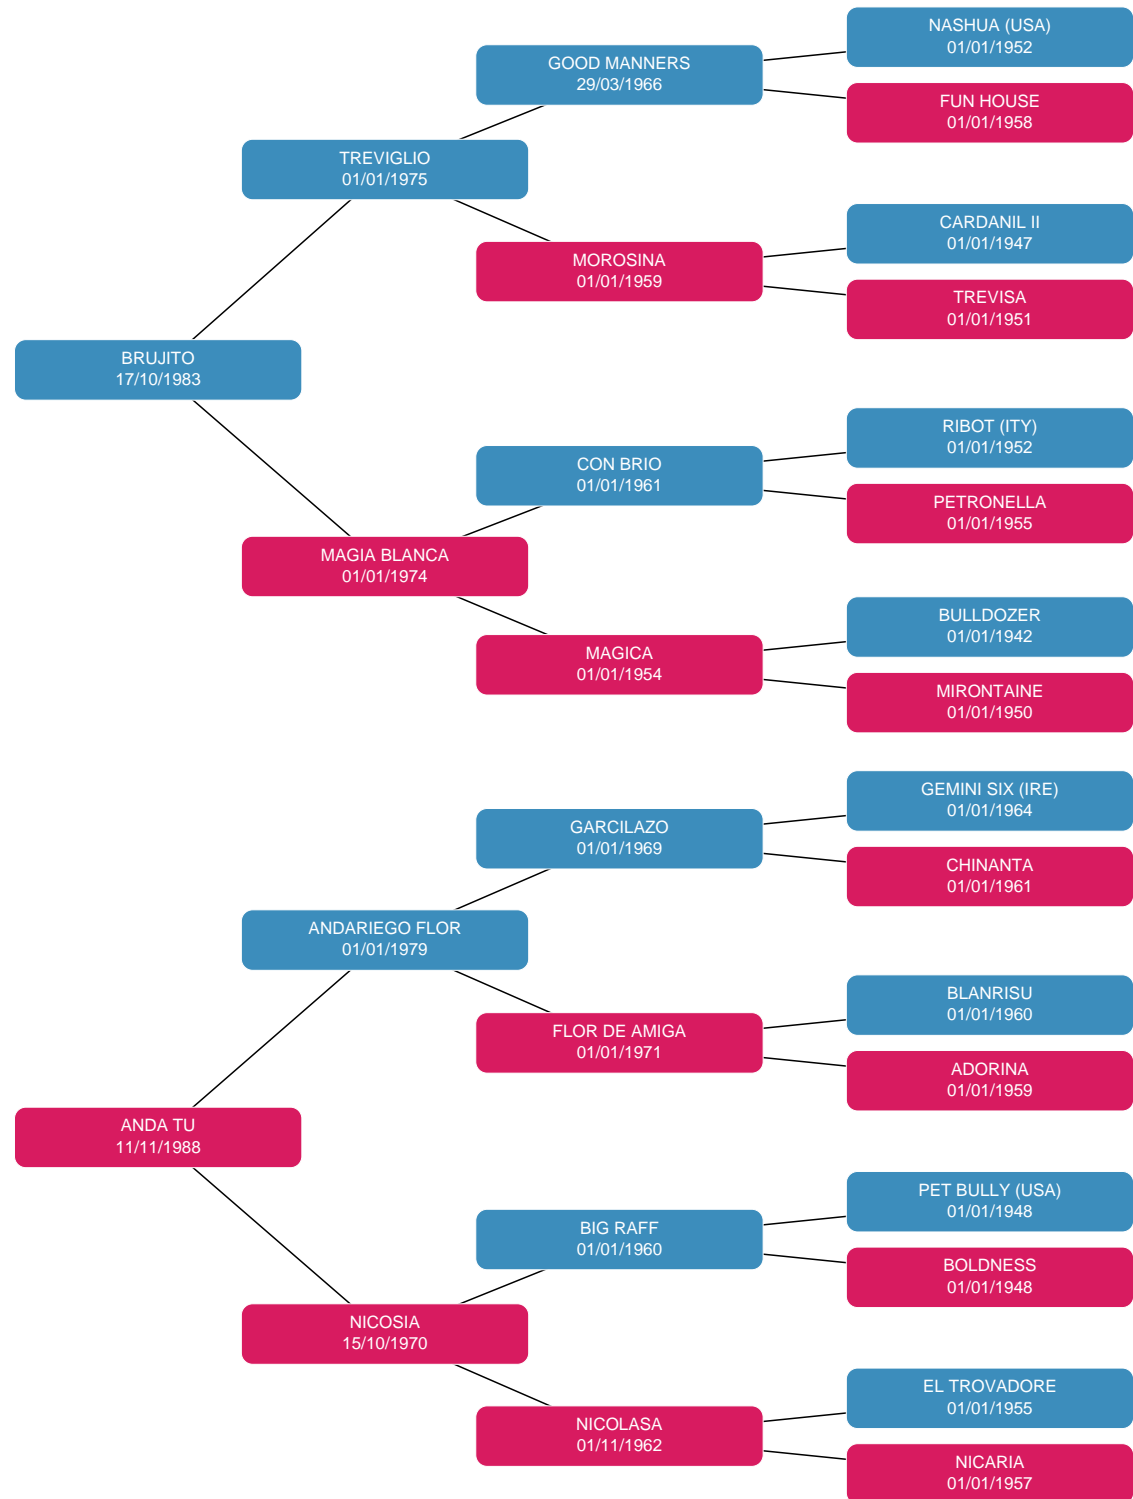 NASHUA (USA)
01/01/1952
GOOD MANNERS
29/03/1966
FUN HOUSE
01/01/1958
TREVIGLIO
01/01/1975
CARDANIL II
01/01/1947
MOROSINA
01/01/1959
TREVISA
01/01/1951
BRUJITO
17/10/1983
RIBOT (ITY)
01/01/1952
CON BRIO
01/01/1961
PETRONELLA
01/01/1955
MAGIA BLANCA
01/01/1974
BULLDOZER
01/01/1942
MAGICA
01/01/1954
MIRONTAINE
01/01/1950
GEMINI SIX (IRE)
01/01/1964
GARCILAZO
01/01/1969
CHINANTA
01/01/1961
ANDARIEGO FLOR
01/01/1979
BLANRISU
01/01/1960
FLOR DE AMIGA
01/01/1971
ADORINA
01/01/1959
ANDA TU
11/11/1988
PET BULLY (USA)
01/01/1948
BIG RAFF
01/01/1960
BOLDNESS
01/01/1948
NICOSIA
15/10/1970
EL TROVADORE
01/01/1955
NICOLASA
01/11/1962
NICARIA
01/01/1957